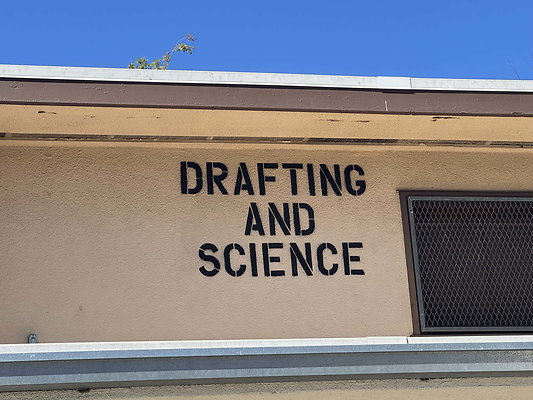 DRAFTING
AND
SCIENCE